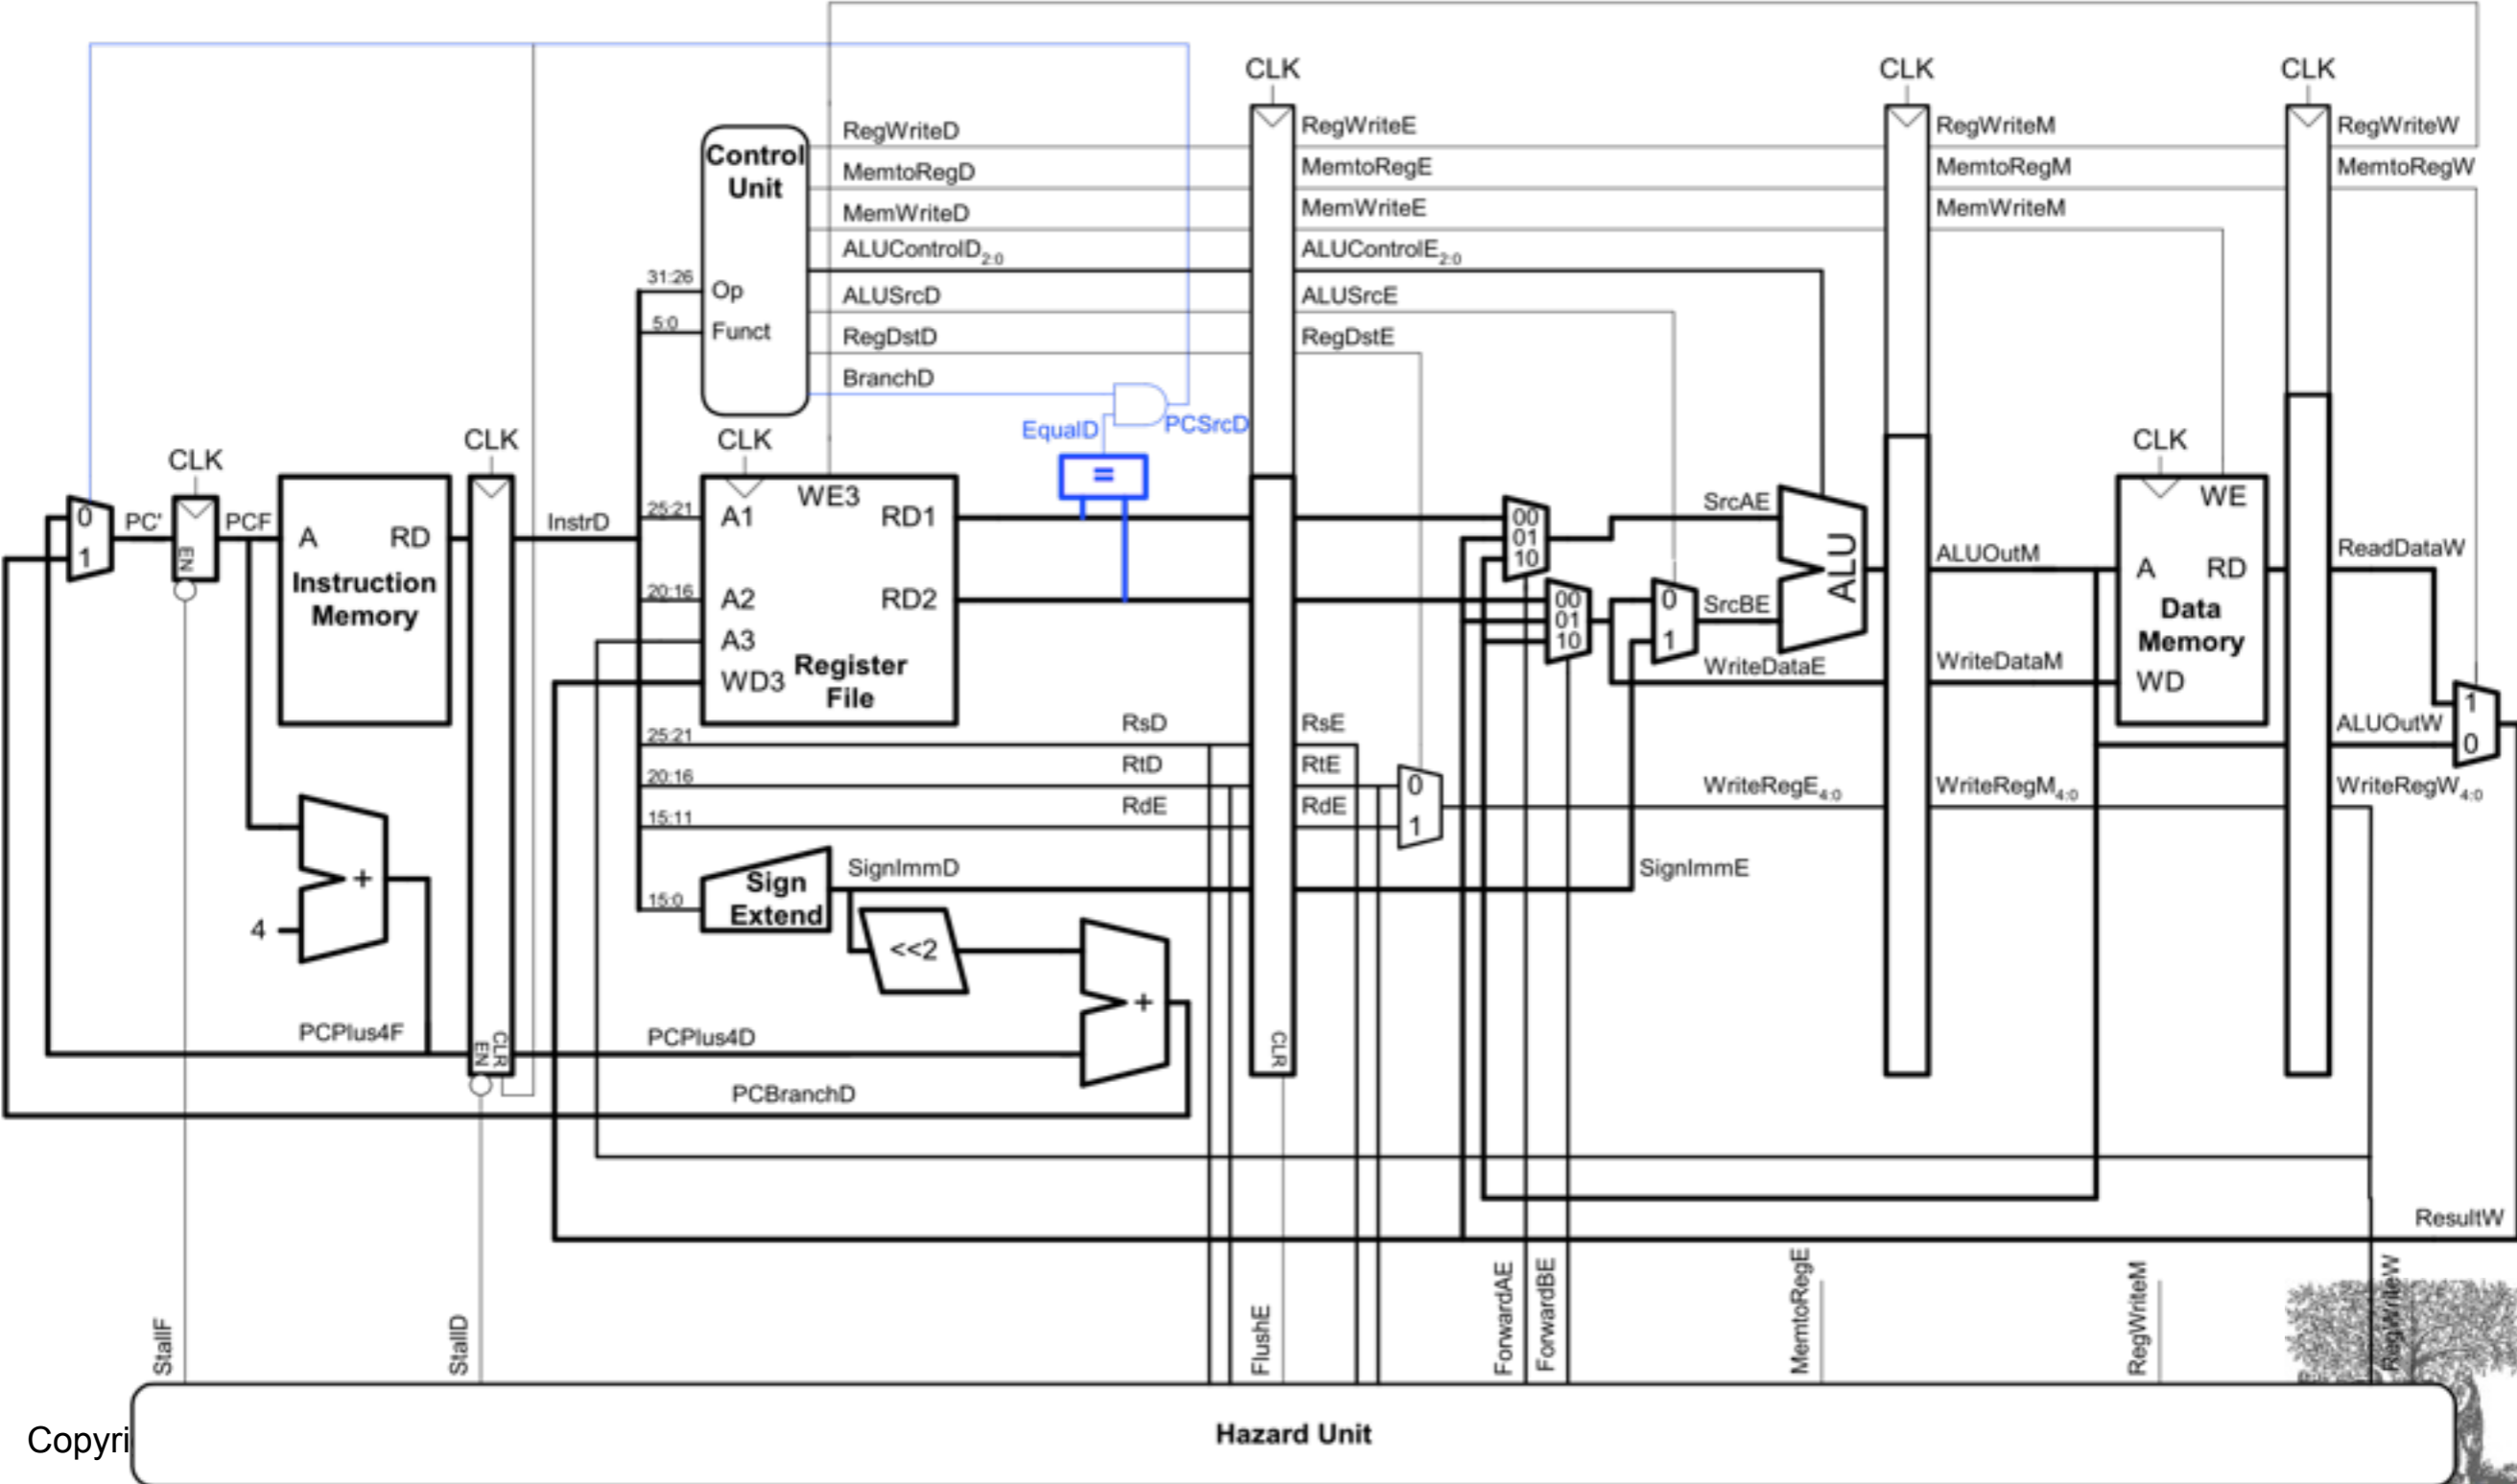 CLK
CLK
CLK
Control
Unit
Op
Funct
31:26
5:0
RegWriteD
MemtoRegD
MemWriteD
ALUControlD2:0
ALUSrcD
RegDstD
BranchD
RegWriteE
MemtoRegE
MemWriteE
ALUControlE2:0
ALUSrcE
RegDstE
RegWriteM
MemtoRegM
MemWriteM
RegWriteW
MemtoRegW
EqualD
PCSrcD
=
CLK
CLK
CLK
CLK
0
1
PC'
EN
PCF
A
RD
Instruction
Memory
InstrD
25:21
20:16
A1
A2
A3
WD3
WE3
RD1
RD2
Register
File
00
01
10
00
01
10
0
1
SrcAE
SrcBE
ALU
WriteDataE
ALUOutM
WriteDataM
A
RD
WE
WD
Data
Memory
ReadDataW
ALUOutW
1
0
25:21
20:16
15:11
15:0
RsD
RtD
RdE
RsE
RtE
RdE
0
1
WriteRegE4:0
WriteRegM4:0
WriteRegW4:0
Sign
Extend
SignImmD
SignImmE
<<2
+
4
+
PCPlus4F
EN
CLR
PCPlus4D
CLR
PCBranchD
ResultW
StallF
StallD
FlushE
ForwardAE
ForwardBE
MemtoRegE
RegWriteM
RegWriteW
Hazard Unit
Copyri